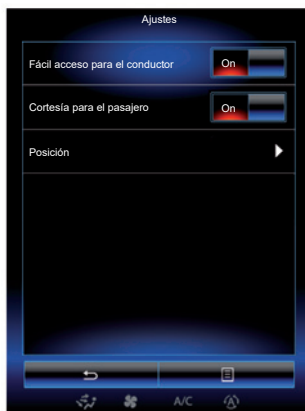 Ajustes
Fácil acceso para el conductor
On
Cortesía para el pasajero
On
Posición
A/C